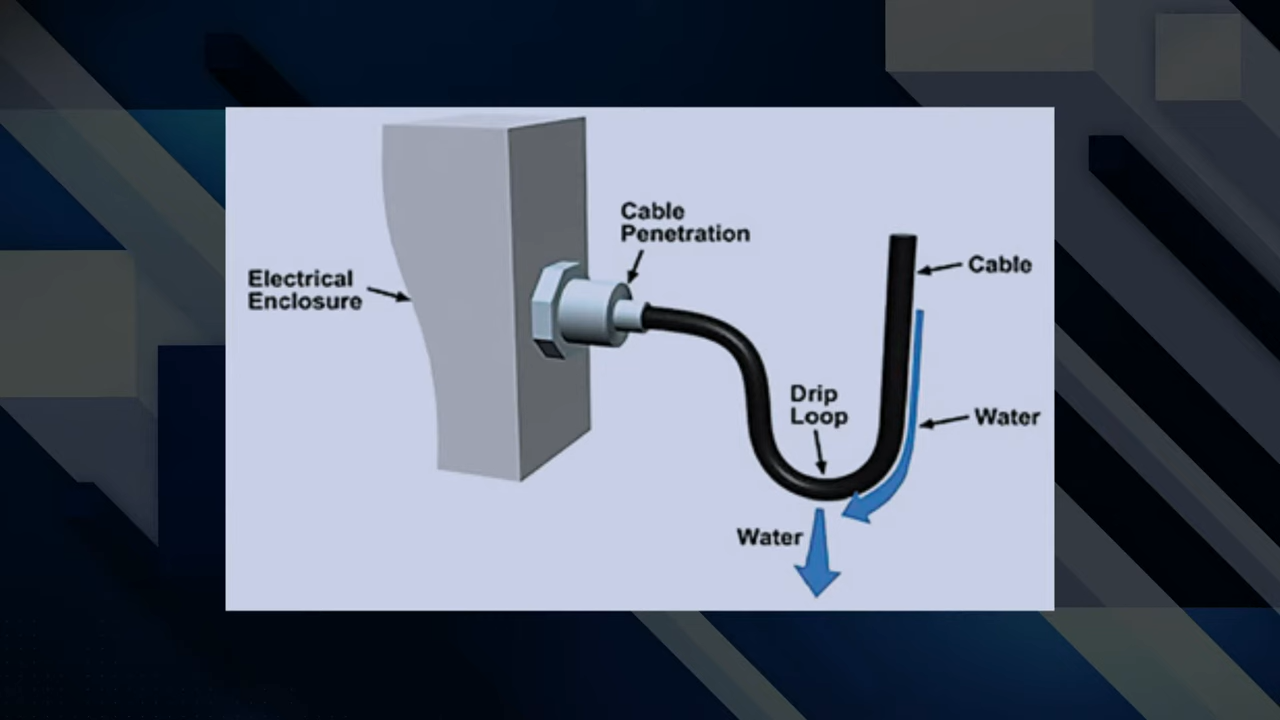 Cable
Penetration
Electrical
Enclosure
Cable
Drip
Loop
Water
Water